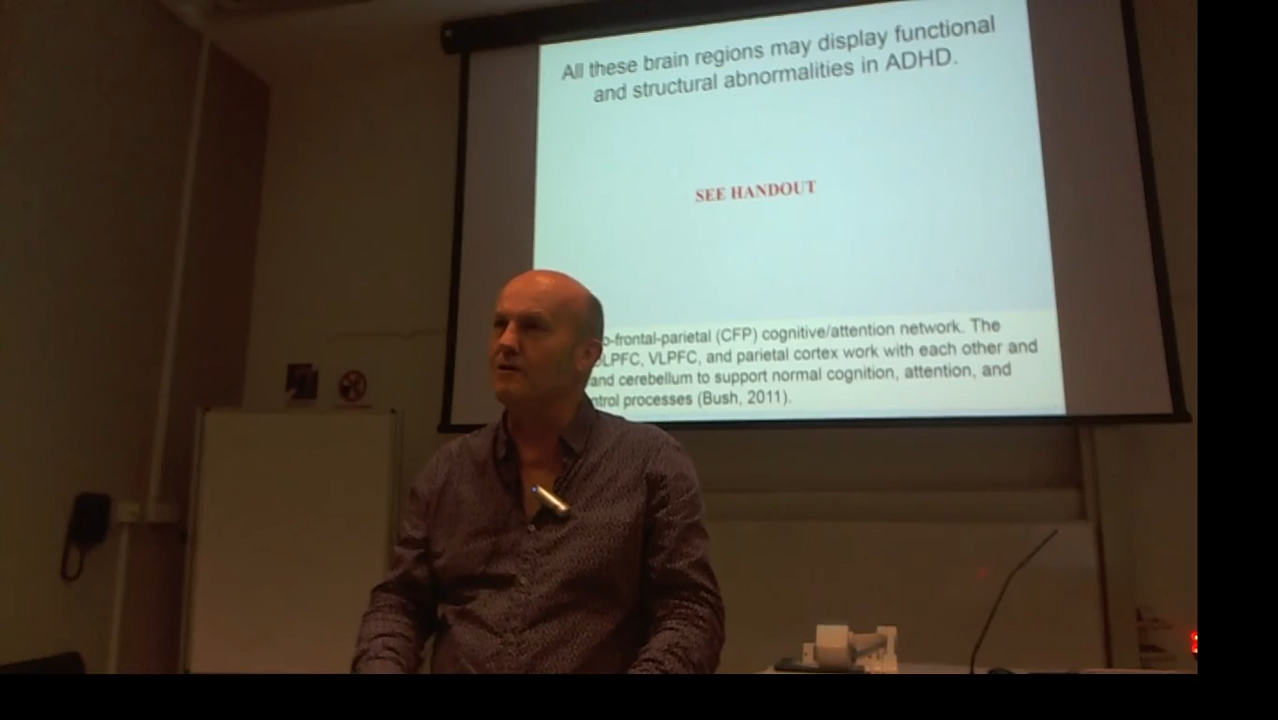 All these brain regions may display functional
and structural abnormalities in ADHD.
SEE HANDOUT
o-frontal-parietal (CFP) cognitive/attention network. The
LPFC, VLPFC, and parietal cortex work with each other and
and cerebellum to support normal cognition, attention, and
ntrol processes (Bush, 2011).